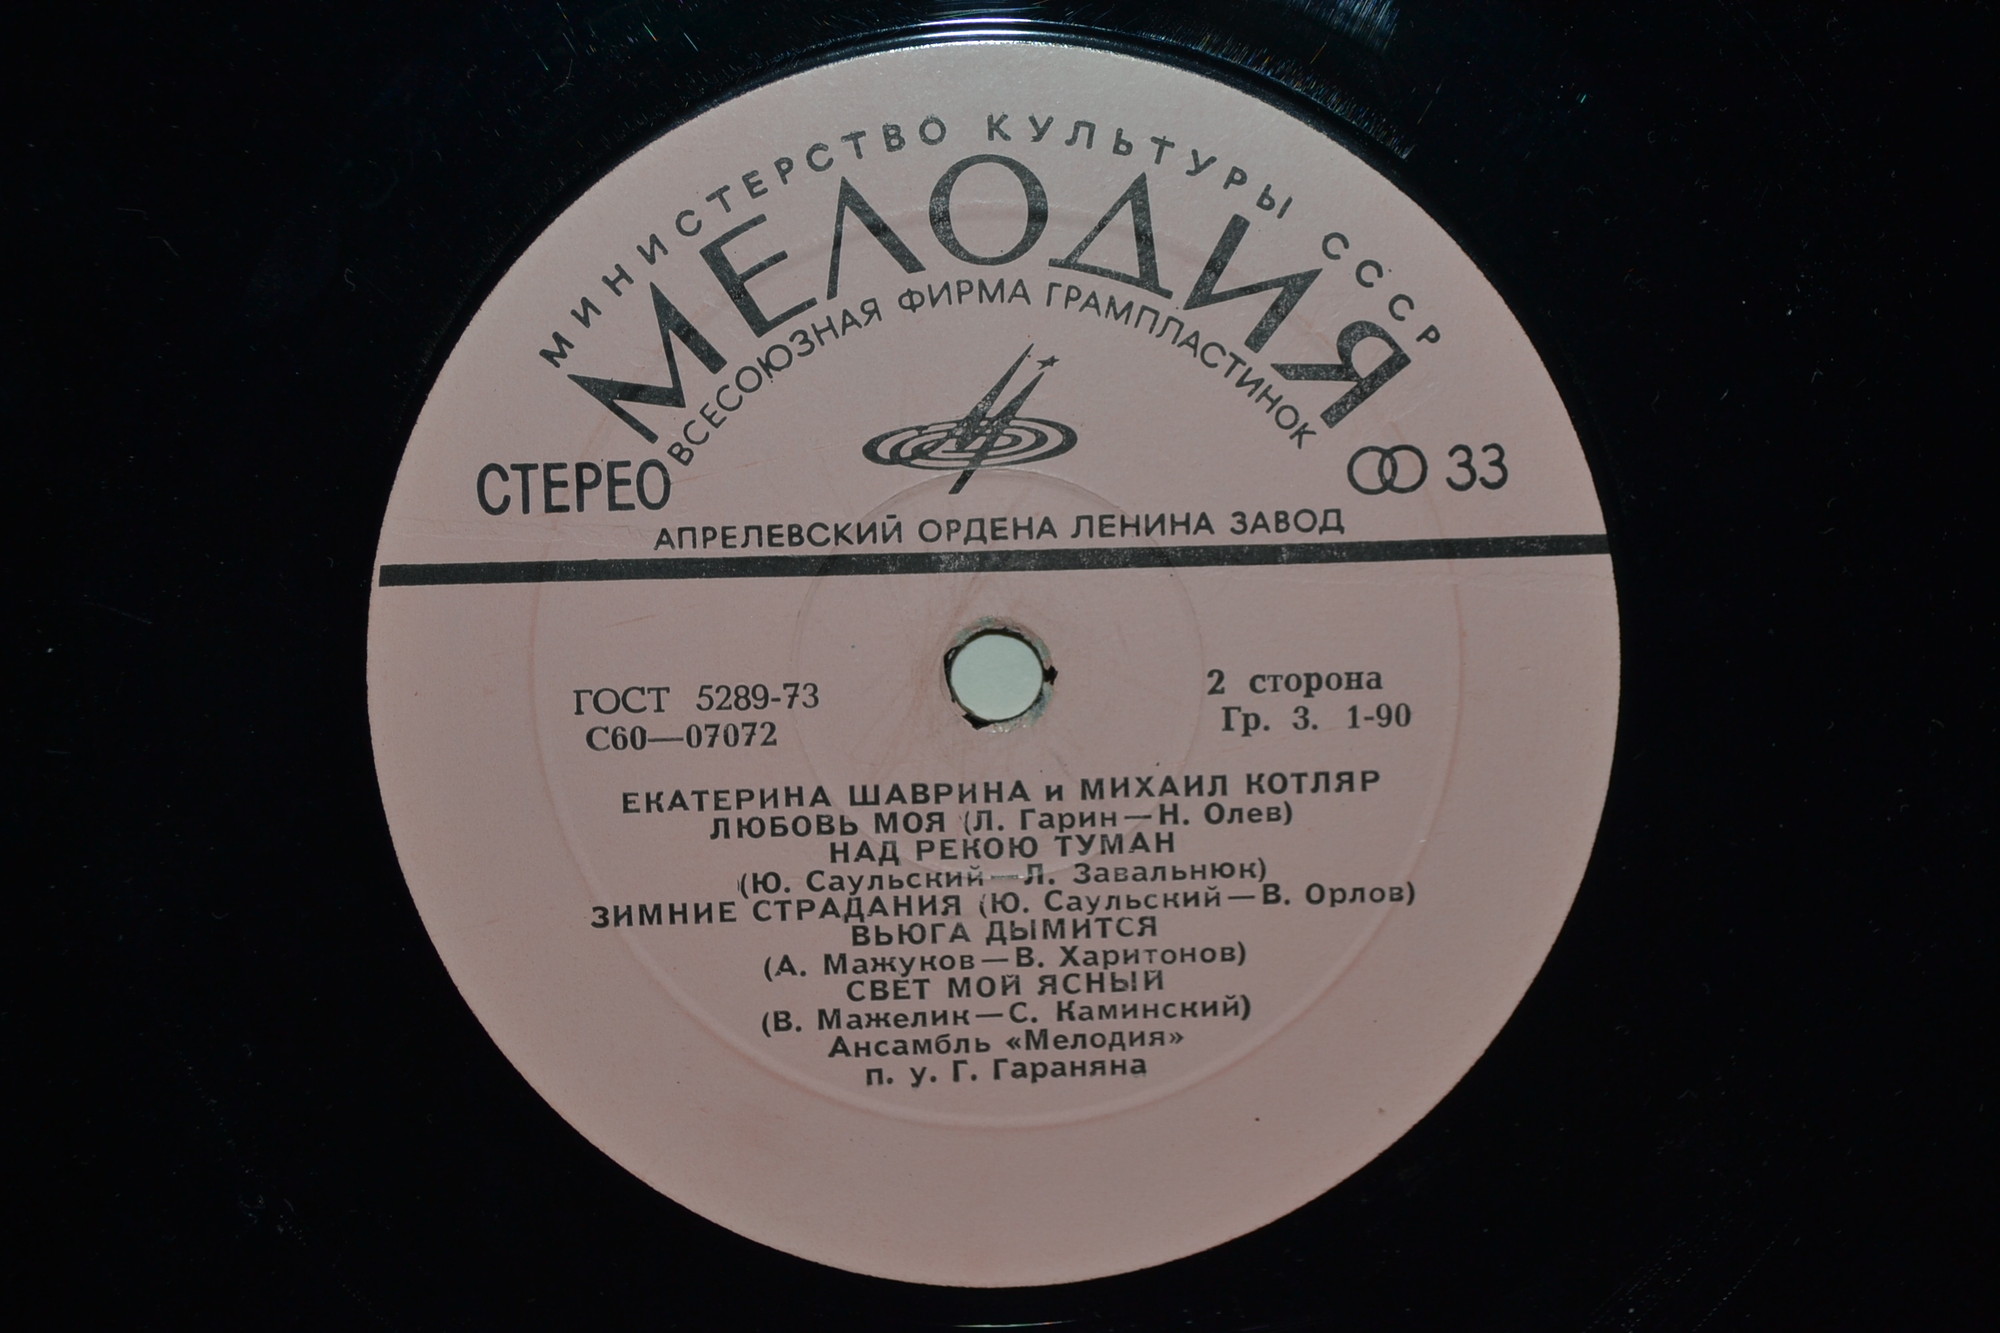 МИНИСТЕРСТВО КУЛЬТУРЫ СССР
МЕЛОДИЯ
ВСЕСОЮЗНАЯ ФИРМА ГРАМПЛАСТИНОК
СТЕРЕО
33
АПРЕЛЕВСКИЙ ОРДЕНА ЛЕНИНА ЗАВОД
ГОСТ 5289-73
С60—07072
2 сторона
Гр. 3. 1-90
ЕКАТЕРИНА ШАВРИНА и МИХАИЛ КОТЛЯР
ЛЮБОВЬ МОЯ (Л. Гарин—Н. Олев)
НАД РЕКОЮ ТУМАН
(Ю. Саульский—Л. Завальнюк)
ЗИМНИЕ СТРАДАНИЯ (Ю. Саульский—В. Орлов)
ВЬЮГА ДЫМИТСЯ
(А. Мажуков—В. Харитонов)
СВЕТ МОЙ ЯСНЫЙ
(В. Мажелик—С. Каминский)
Ансамбль «Мелодия»
п. у. Г. Гараняна